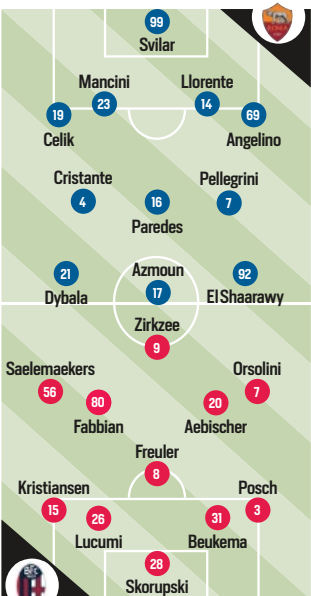 99
Svilar
Mancini
Llorente
23
14
19
69
Celik
Angelino
Cristante
Pellegrini
4
16
7
Paredes
21
Azmoun
92
Dybala
17
El Shaarawy
Zirkzee
9
Saelemaekers
Orsolini
56
7
80
20
Fabbian
Aebischer
Freuler
8
Kristiansen
Posch
15
3
26
31
Lucumi
Beukema
28
Skorupski